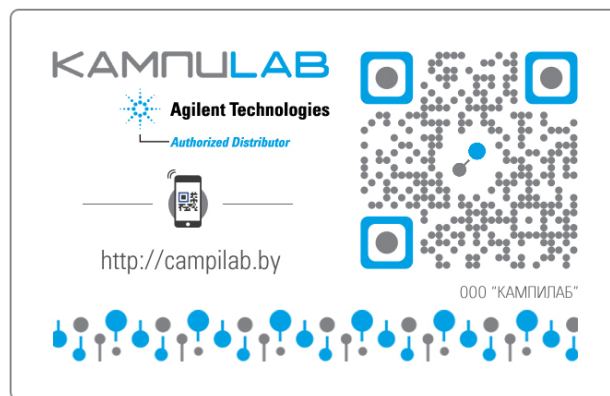 КАМПИLAB
Agilent Technologies
Authorized Distributor
http://campilab.by
ООО "КАМПИЛАБ"